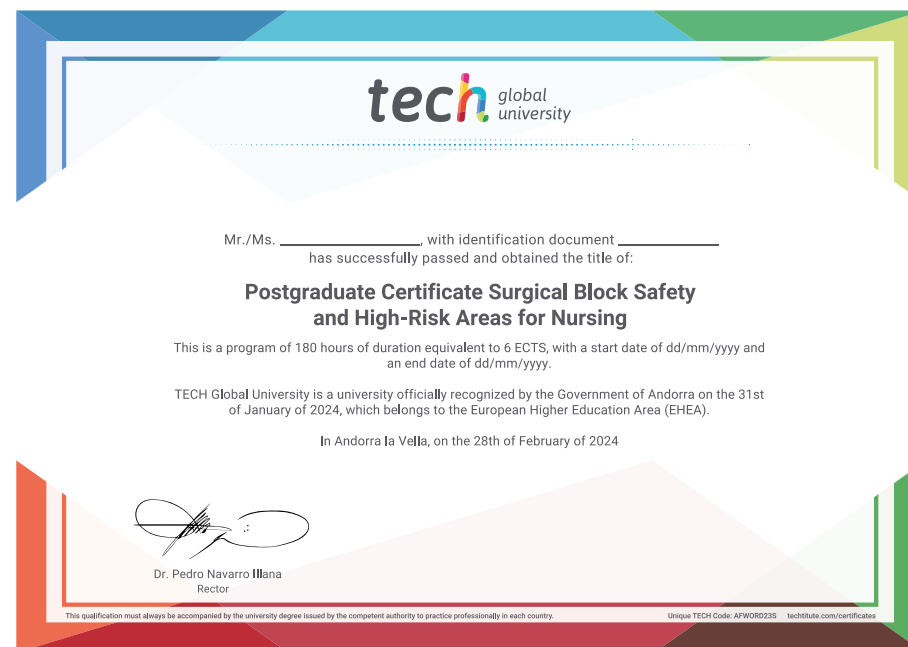 tech global university
Mr./Ms. ____________________, with identification document ______________
has successfully passed and obtained the title of:
Postgraduate Certificate Surgical Block Safety
and High-Risk Areas for Nursing
This is a program of 180 hours of duration equivalent to 6 ECTS, with a start date of dd/mm/yyyy and
an end date of dd/mm/yyyy.
TECH Global University is a university officially recognized by the Government of Andorra on the 31st
of January of 2024, which belongs to the European Higher Education Area (EHEA).
In Andorra la Vella, on the 28th of February of 2024
Dr. Pedro Navarro Illana
Rector
This qualification must always be accompanied by the university degree issued by the competent authority to practice professionally in each country.
Unique TECH Code: AFWORD23S techtitute.com/certificates